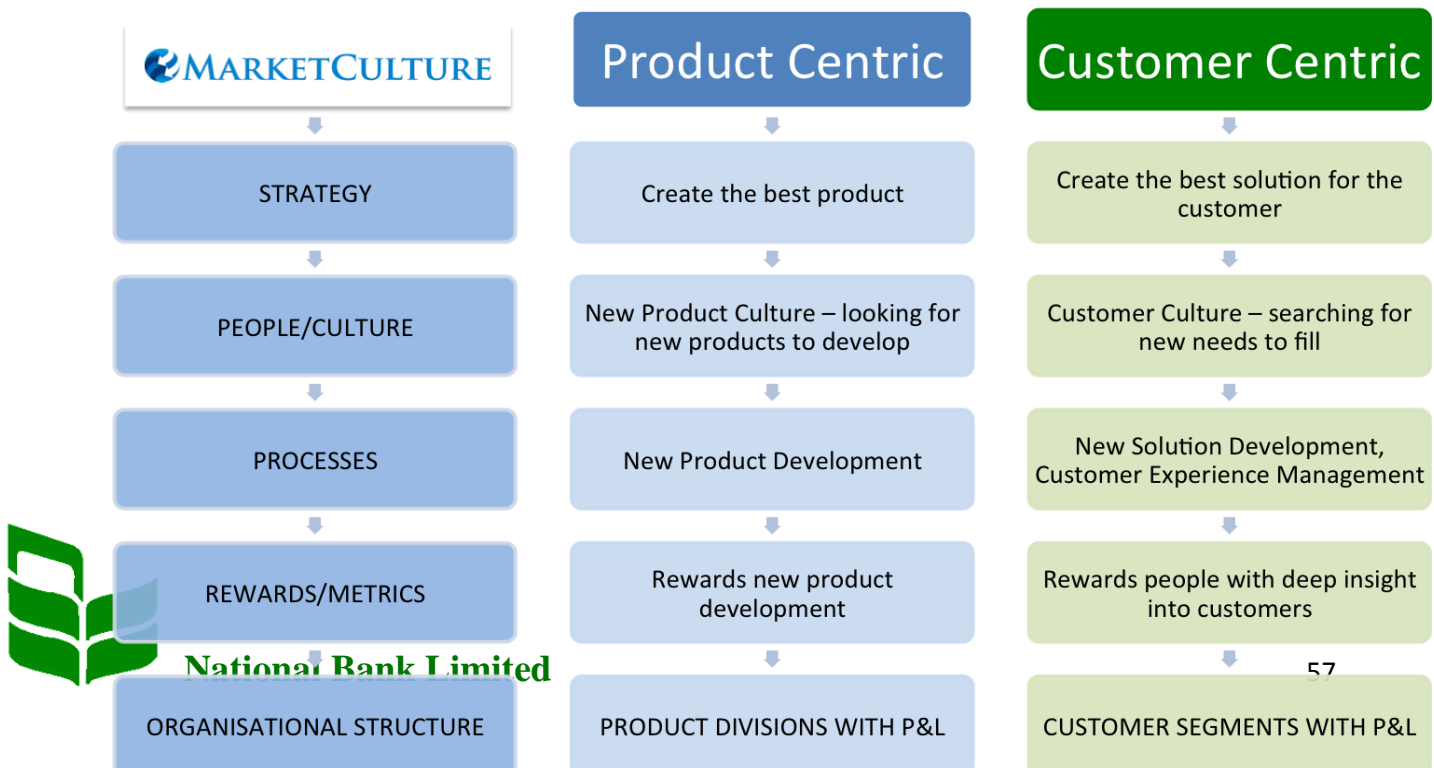 MARKETCULTURE
Product Centric
Customer Centric
STRATEGY
Create the best product
Create the best solution for the
customer
PEOPLE/CULTURE
New Product Culture – looking for
new products to develop
Customer Culture – searching for
new needs to fill
PROCESSES
New Product Development
New Solution Development,
Customer Experience Management
REWARDS/METRICS
Rewards new product
development
Rewards people with deep insight
into customers
National Bank Limited
57
ORGANISATIONAL STRUCTURE
PRODUCT DIVISIONS WITH P&L
CUSTOMER SEGMENTS WITH P&L